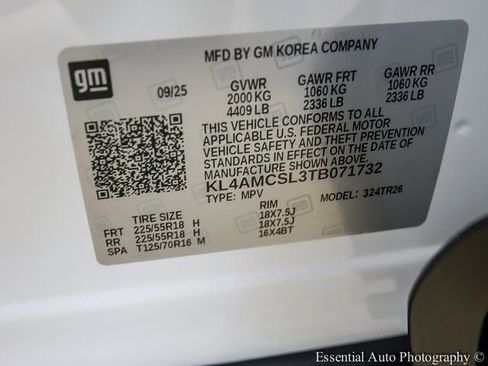 MFD BY GM KOREA COMPANY
gm
09/25 GVWR GAWR FRT GAWR RR
2000 KG 1060 KG 1060 KG
4409 LB 2336 LB 2336 LB
THIS VEHICLE CONFORMS TO ALL
APPLICABLE U.S. FEDERAL MOTOR
VEHICLE SAFETY AND THEFT PREVENTION
STANDARDS IN EFFECT ON THE DATE OF
MANUFACTURE SHOWN ABOVE.
KL4AMCSL3TB071732
TYPE: MPV MODEL: 324TR26
TIRE SIZE RIM
FRT 225/55R18 H 18X7.5J
RR 225/55R18 H 18X7.5J
SPA T125/70R16 M 16X4BT
Essential Auto Photography ©